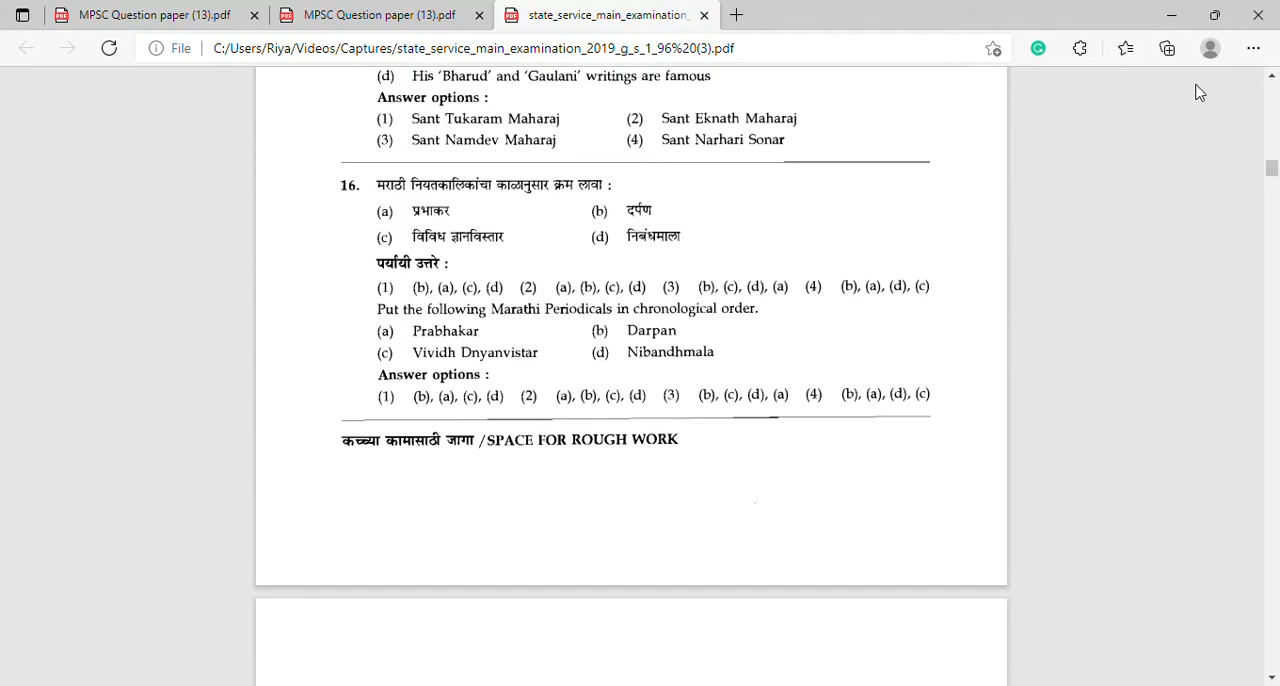 MPSC Question paper (13).pdf
MPSC Question paper (13).pdf
state_service_main_examination_
File
C:/Users/Riya/Videos/Captures/state_service_main_examination_2019_g_s_1_96%20(3).pdf
(d) His ‘Bharud’ and ‘Gaulani’ writings are famous
Answer options :
(1) Sant Tukaram Maharaj (2) Sant Eknath Maharaj
(3) Sant Namdev Maharaj (4) Sant Narhari Sonar
16. मराठी नियतकालिकांचा काळानुसार क्रम लावा :
(a) प्रभाकर (b) दर्पण
(c) विविध ज्ञानविस्तार (d) निबंधमाला
पर्यायी उत्तरे :
(1) (b), (a), (c), (d) (2) (a), (b), (c), (d) (3) (b), (c), (d), (a) (4) (b), (a), (d), (c)
Put the following Marathi Periodicals in chronological order.
(a) Prabhakar (b) Darpan
(c) Vividh Dnyanvistar (d) Nibandhmala
Answer options :
(1) (b), (a), (c), (d) (2) (a), (b), (c), (d) (3) (b), (c), (d), (a) (4) (b), (a), (d), (c)
कच्च्या कामासाठी जागा /SPACE FOR ROUGH WORK